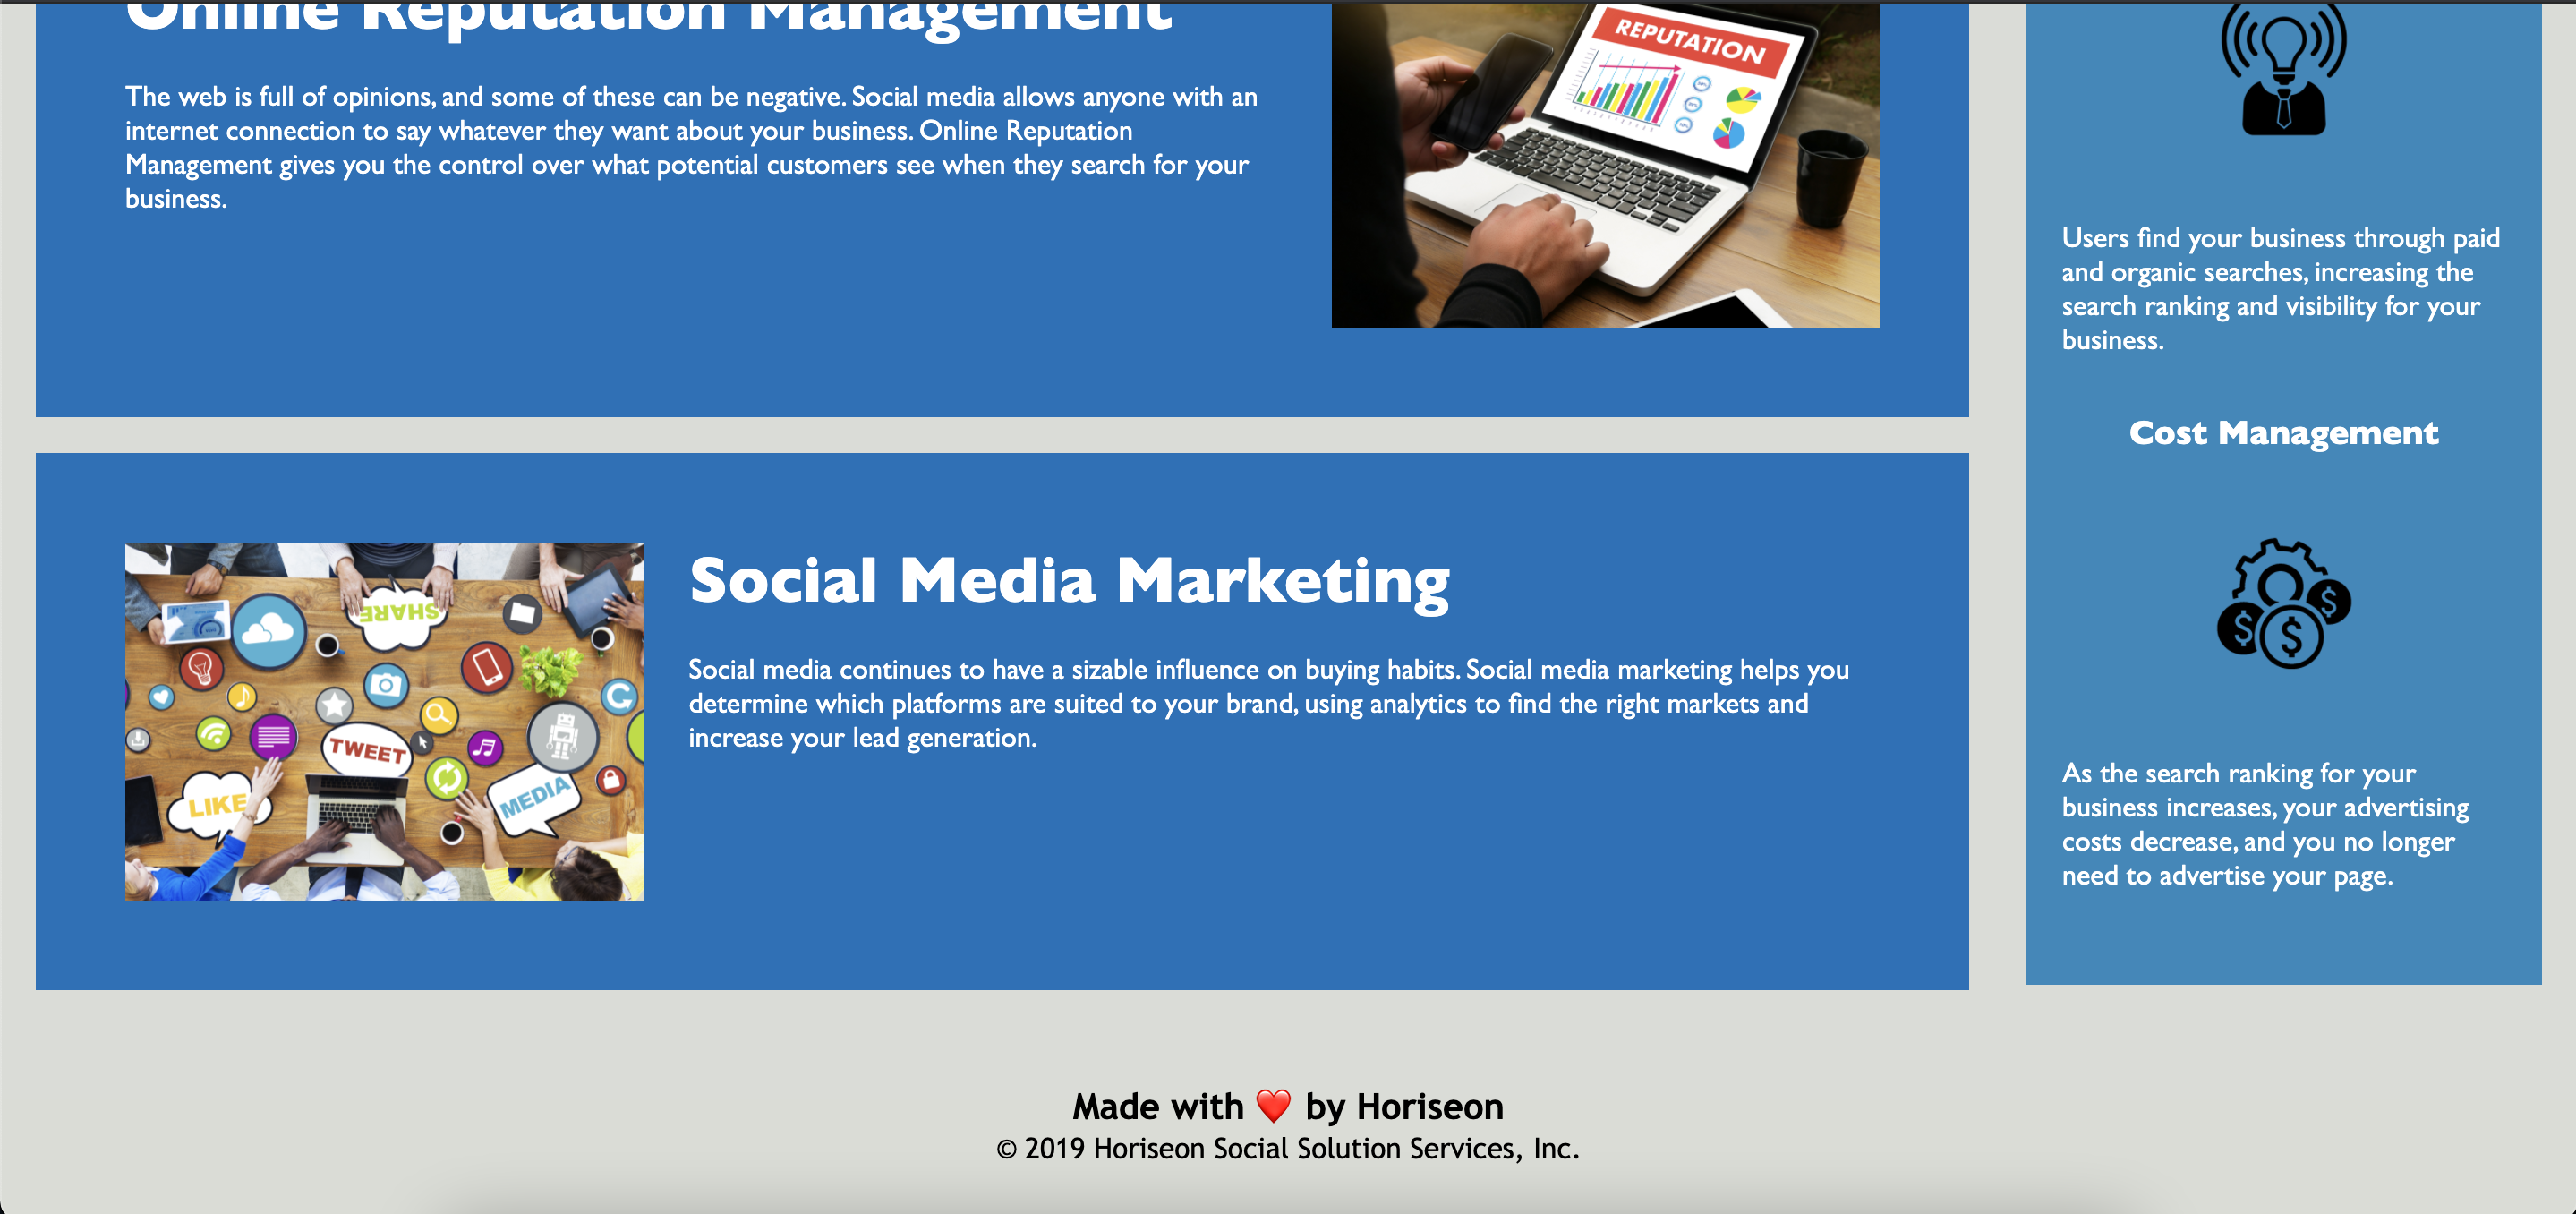 Online Reputation Management
The web is full of opinions, and some of these can be negative. Social media allows anyone with an
internet connection to say whatever they want about your business. Online Reputation
Management gives you the control over what potential customers see when they search for your
business.
REPUTATION
Social Media Marketing
Social media continues to have a sizable influence on buying habits. Social media marketing helps you
determine which platforms are suited to your brand, using analytics to find the right markets and
increase your lead generation.
SHARE
TWEET
LIKE
MEDIA
Users find your business through paid
and organic searches, increasing the
search ranking and visibility for your
business.
Cost Management
$ $ $
As the search ranking for your
business increases, your advertising
costs decrease, and you no longer
need to advertise your page.
Made with ❤️ by Horiseon
© 2019 Horiseon Social Solution Services, Inc.